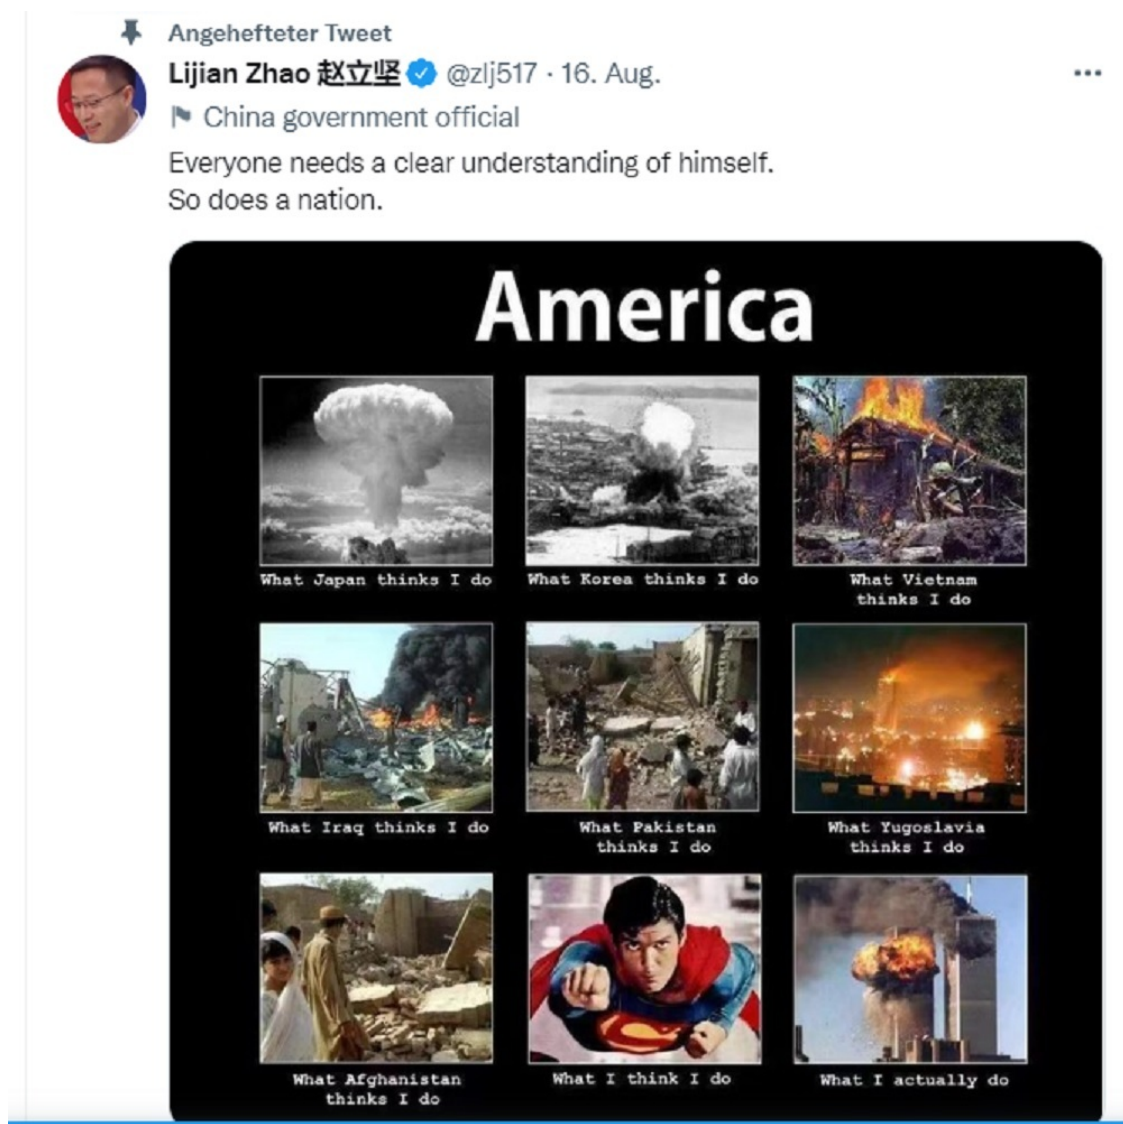 Angehefteter Tweet
Lijian Zhao 赵立坚 @zlj517 · 16. Aug.
China government official
Everyone needs a clear understanding of himself.
So does a nation.
America
What Japan thinks I do
What Korea thinks I do
What Vietnam
thinks I do
What Iraq thinks I do
What Pakistan
thinks I do
What Yugoslavia
thinks I do
What Afghanistan
thinks I do
What I think I do
What I actually do